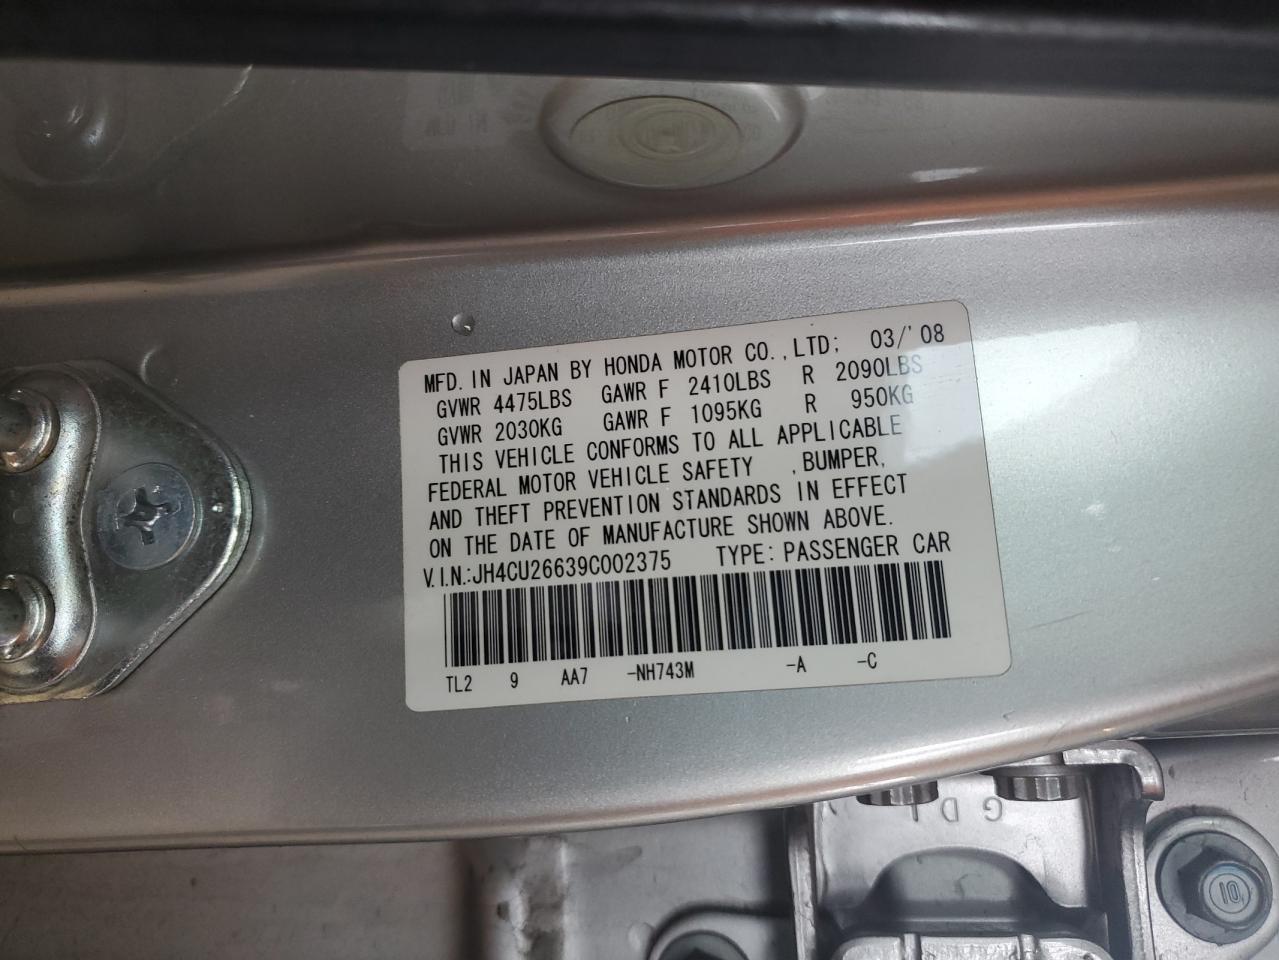 MFD. IN JAPAN BY HONDA MOTOR CO., LTD; 03/'08
GVWR 4475LBS GAWR F 2410LBS R 2090LBS
GVWR 2030KG GAWR F 1095KG R 950KG
THIS VEHICLE CONFORMS TO ALL APPLICABLE
FEDERAL MOTOR VEHICLE SAFETY , BUMPER,
AND THEFT PREVENTION STANDARDS IN EFFECT
ON THE DATE OF MANUFACTURE SHOWN ABOVE.
V.I.N.:JH4CU26639C002375 TYPE: PASSENGER CAR
TL2 9 AA7 -NH743M -A -C
GDI
10